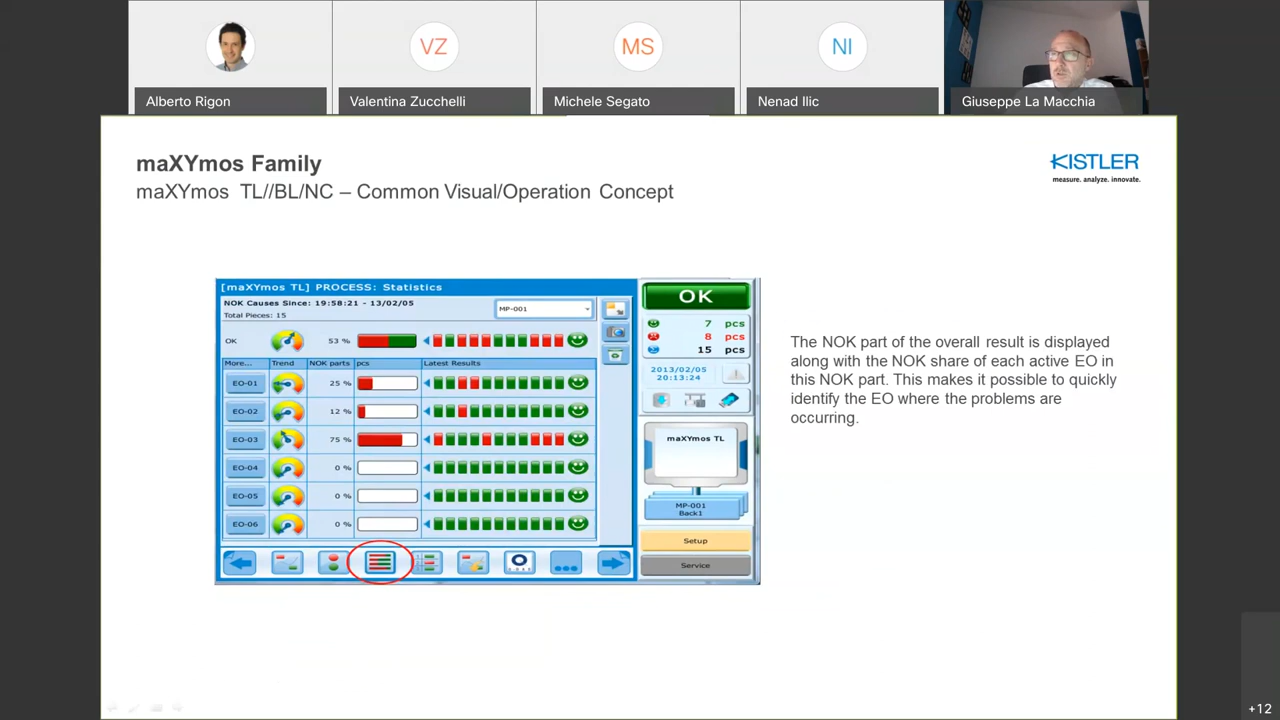 VZ
MS
NI
Alberto Rigon
Valentina Zucchelli
Michele Segato
Nenad Ilic
Giuseppe La Macchia
maXYmos Family
maXYmos TL//BL/NC – Common Visual/Operation Concept
KISTLER
measure. analyze. innovate.
[maXYmos TL] PROCESS: Statistics
NOK Causes Since: 19:58:21 - 13/02/05
Total Pieces: 15
MP-001
OK 53 %
More... Trend NOK parts pcs Latest Results
EO-01 25 %
EO-02 12 %
EO-03 75 %
EO-04 0 %
EO-05 0 %
EO-06 0 %
OK
7 pcs
8 pcs
15 pcs
2013/02/05
20:13:24
maXYmos TL
MP-001
Back1
Setup
Service
The NOK part of the overall result is displayed
along with the NOK share of each active EO in
this NOK part. This makes it possible to quickly
identify the EO where the problems are
occurring.
+12